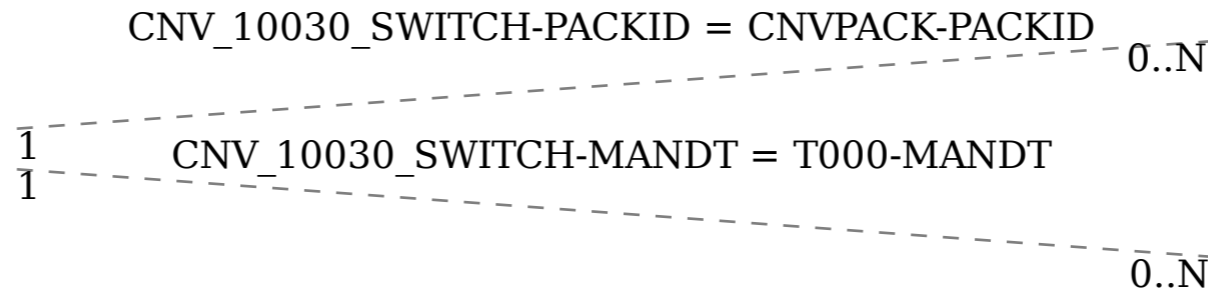 CNV_10030_SWITCH-PACKID = CNVPACK-PACKID
0..N
1
CNV_10030_SWITCH-MANDT = T000-MANDT
1
0..N